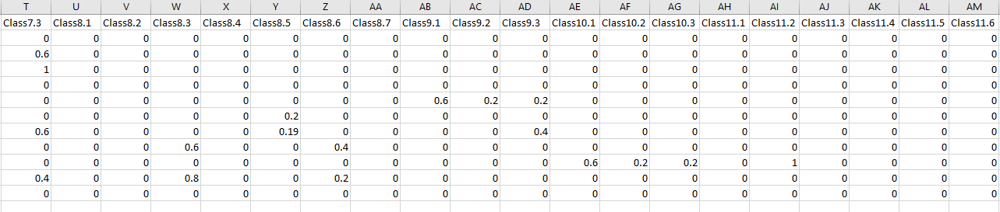 T U V W X Y Z AA AB AC AD AE AF AG AH AI AJ AK AL AM
Class7.3 Class8.1 Class8.2 Class8.3 Class8.4 Class8.5 Class8.6 Class8.7 Class9.1 Class9.2 Class9.3 Class10.1 Class10.2 Class10.3 Class11.1 Class11.2 Class11.3 Class11.4 Class11.5 Class11.6
0 0 0 0 0 0 0 0 0 0 0 0 0 0 0 0 0 0 0 0
0.6 0 0 0 0 0 0 0 0 0 0 0 0 0 0 0 0 0 0 0
1 0 0 0 0 0 0 0 0 0 0 0 0 0 0 0 0 0 0 0
0 0 0 0 0 0 0 0 0 0 0 0 0 0 0 0 0 0 0 0
0 0 0 0 0 0 0 0 0.6 0.2 0.2 0 0 0 0 0 0 0 0 0
0 0 0 0 0 0.2 0 0 0 0 0 0 0 0 0 0 0 0 0 0
0.6 0 0 0 0 0.19 0 0 0 0 0.4 0 0 0 0 0 0 0 0 0
0 0 0 0.6 0 0 0.4 0 0 0 0 0 0 0 0 0 0 0 0 0
0 0 0 0 0 0 0 0 0 0 0 0.6 0.2 0.2 0 1 0 0 0 0
0.4 0 0 0.8 0 0 0.2 0 0 0 0 0 0 0 0 0 0 0 0 0
0 0 0 0 0 0 0 0 0 0 0 0 0 0 0 0 0 0 0 0